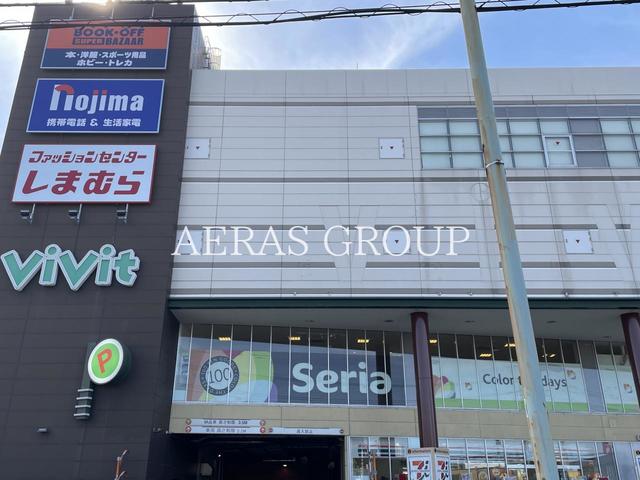 BOOK-OFF
SUPER BAZAAR
本・洋服・スポーツ用品
ホビー・トレカ
nojima
携帯電話 & 生活家電
ファッションセンター
しまむら
ViVit
AERAS GROUP
P
100
Seria
Color the days